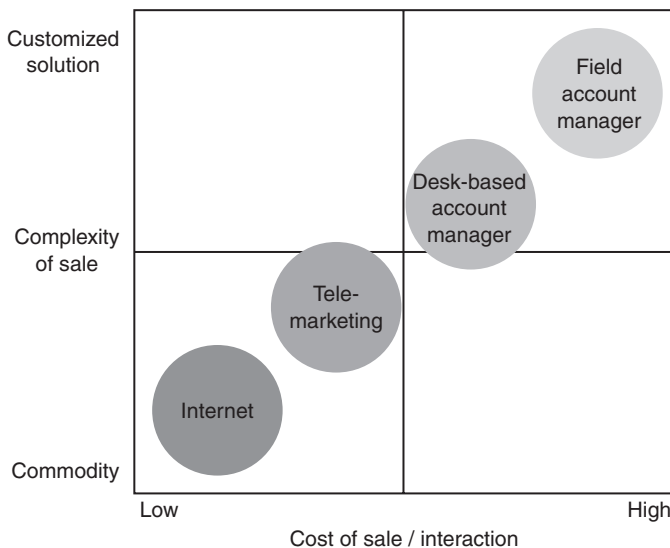 Customized
solution
Field
account
manager
Desk-based
account
manager
Complexity
of sale
Tele-
marketing
Internet
Commodity
Low
High
Cost of sale / interaction